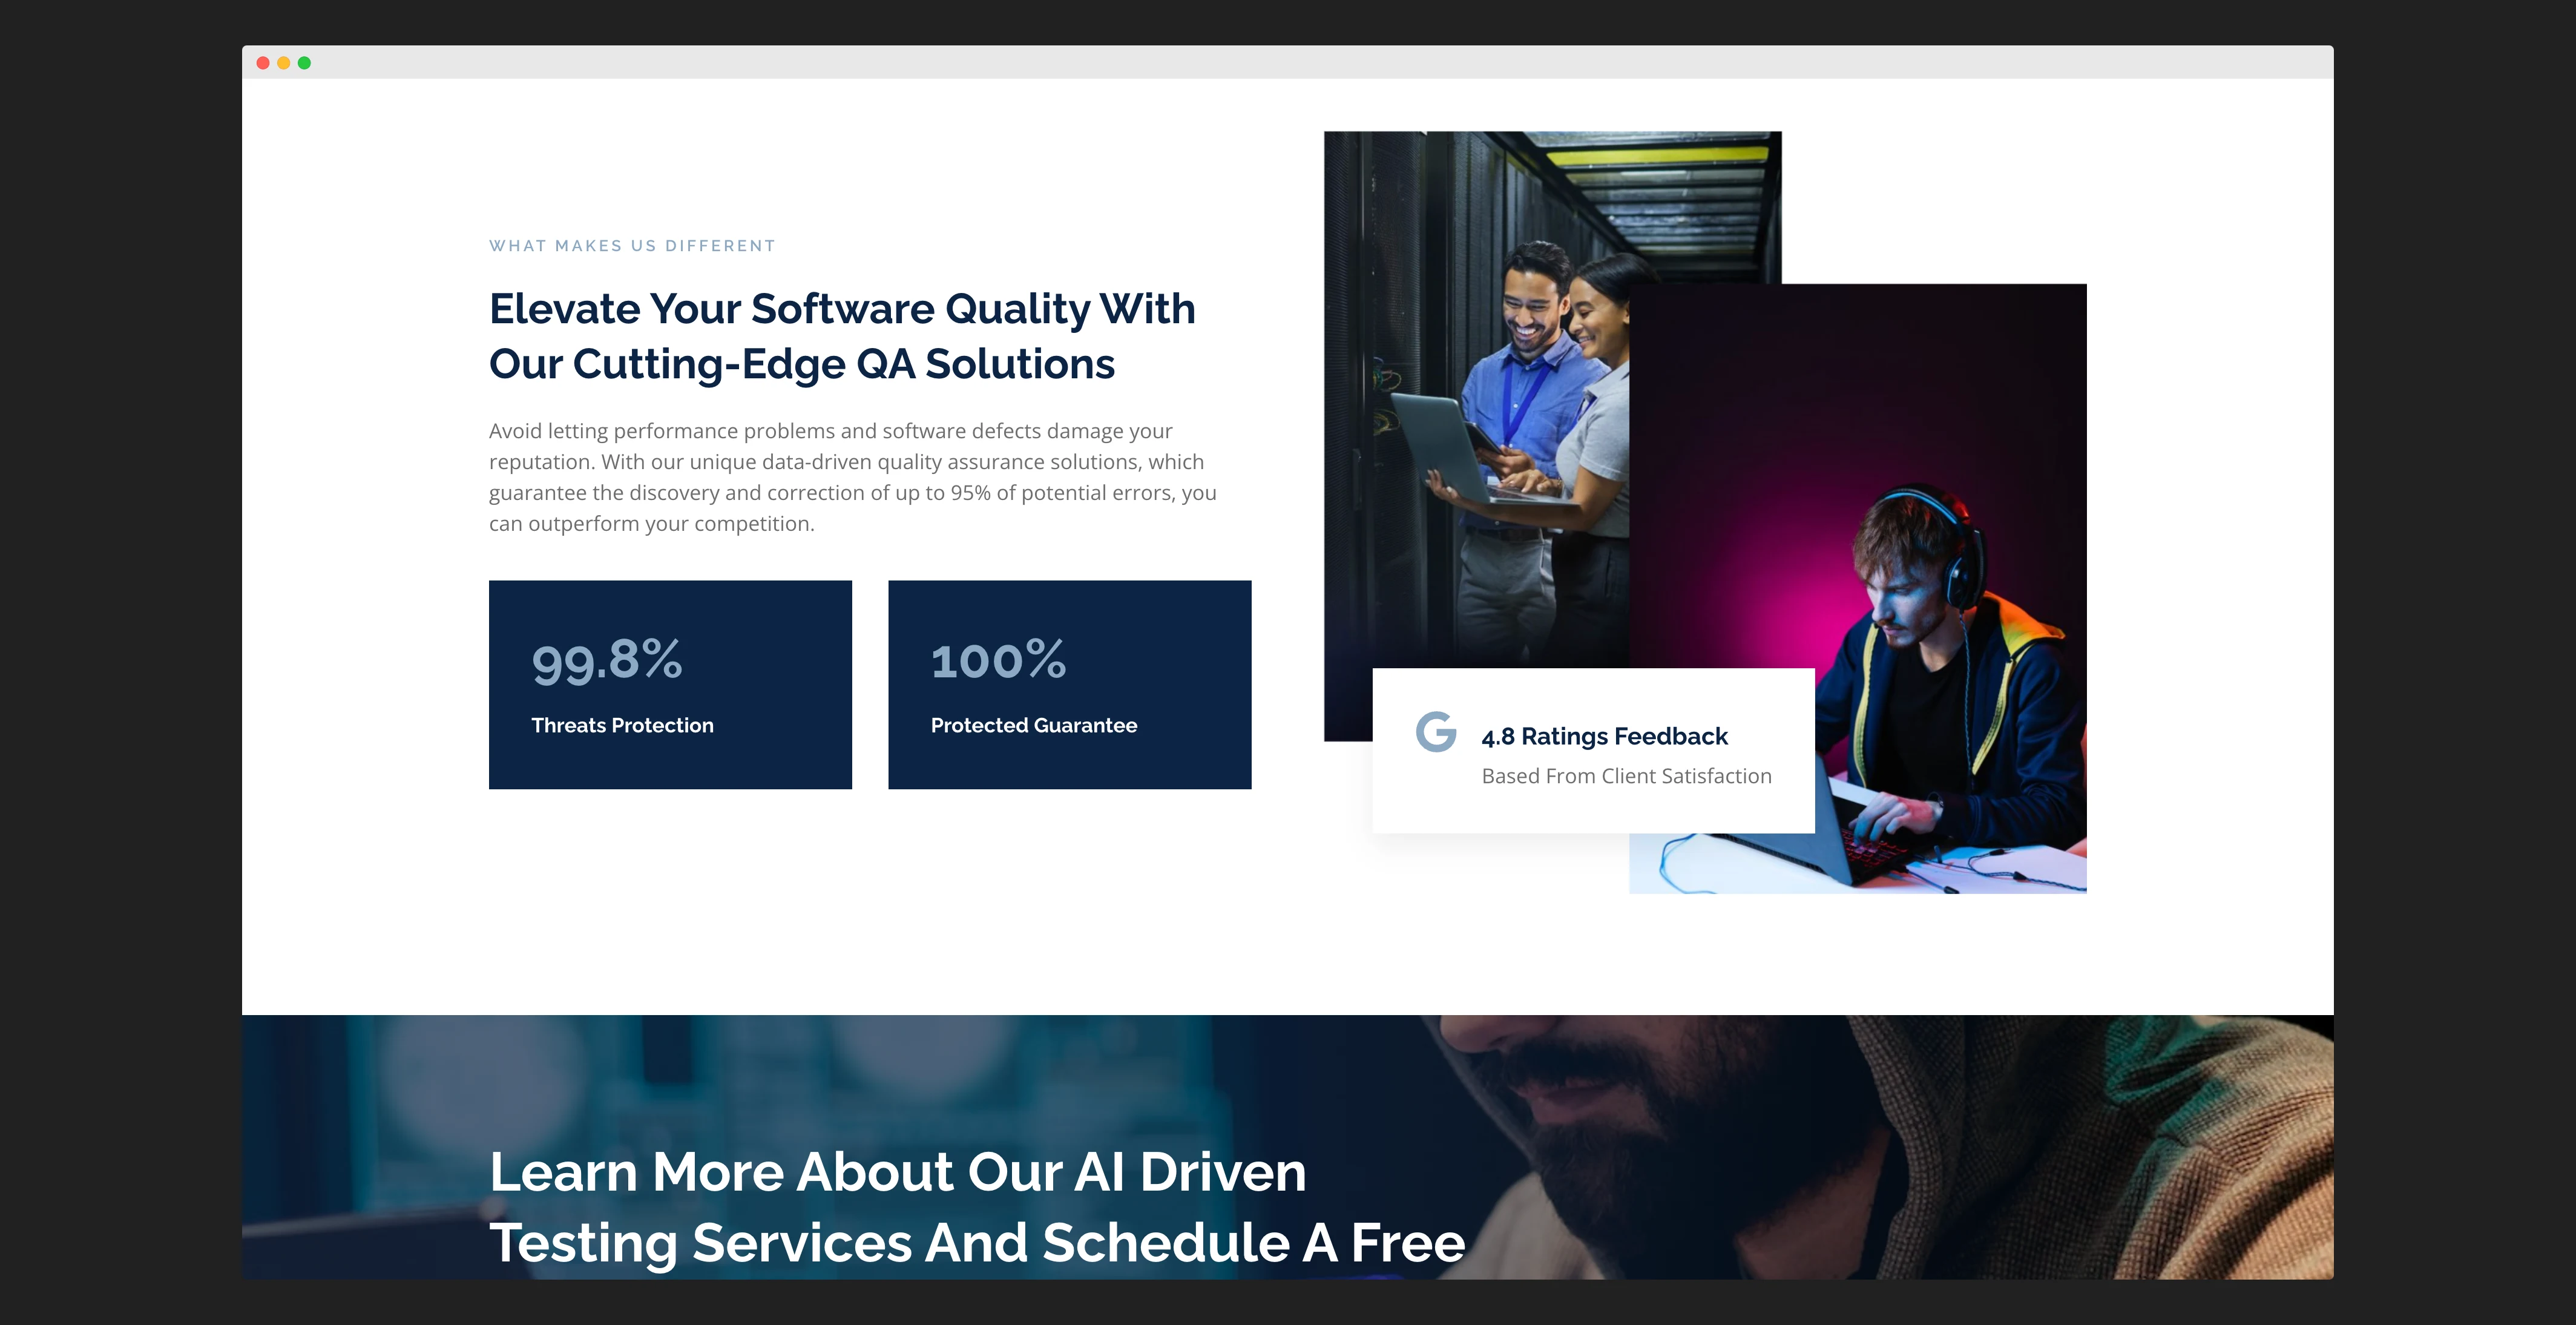 WHAT MAKES US DIFFERENT
Elevate Your Software Quality With
Our Cutting-Edge QA Solutions
Avoid letting performance problems and software defects damage your
reputation. With our unique data-driven quality assurance solutions, which
guarantee the discovery and correction of up to 95% of potential errors, you
can outperform your competition.
99.8%
Threats Protection
100%
Protected Guarantee
G
4.8 Ratings Feedback
Based From Client Satisfaction
Learn More About Our AI Driven
Testing Services And Schedule A Free